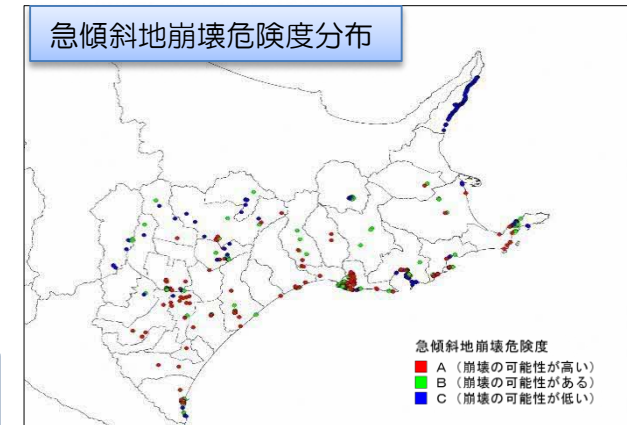 急傾斜地崩壊危険度分布
急傾斜地崩壊危険度
A（崩壊の可能性が高い）
B（崩壊の可能性がある）
C（崩壊の可能性が低い）